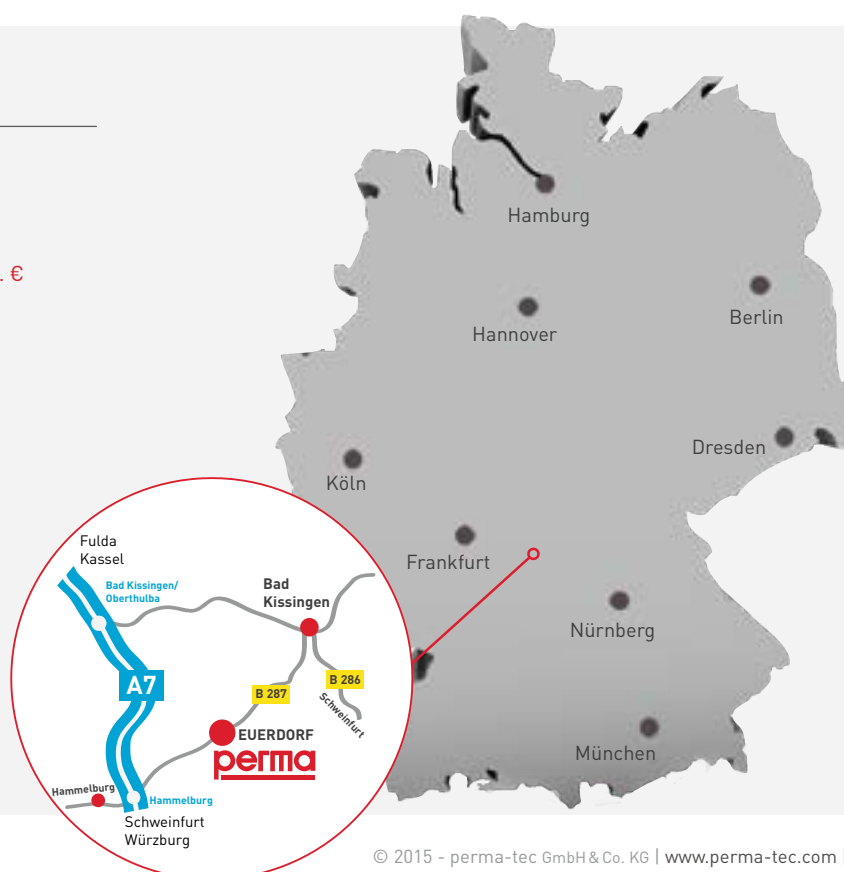 . €
Hamburg
Berlin
Hannover
Dresden
Köln
Frankfurt
Nürnberg
München
Fulda
Kassel
Bad Kissingen/
Oberthulba
Bad
Kissingen
A7
B 287
B 286
Schweinfurt
EUERDORF
perma
Hammelburg
Hammelburg
Schweinfurt
Würzburg
© 2015 - perma-tec GmbH & Co. KG | www.perma-tec.com |